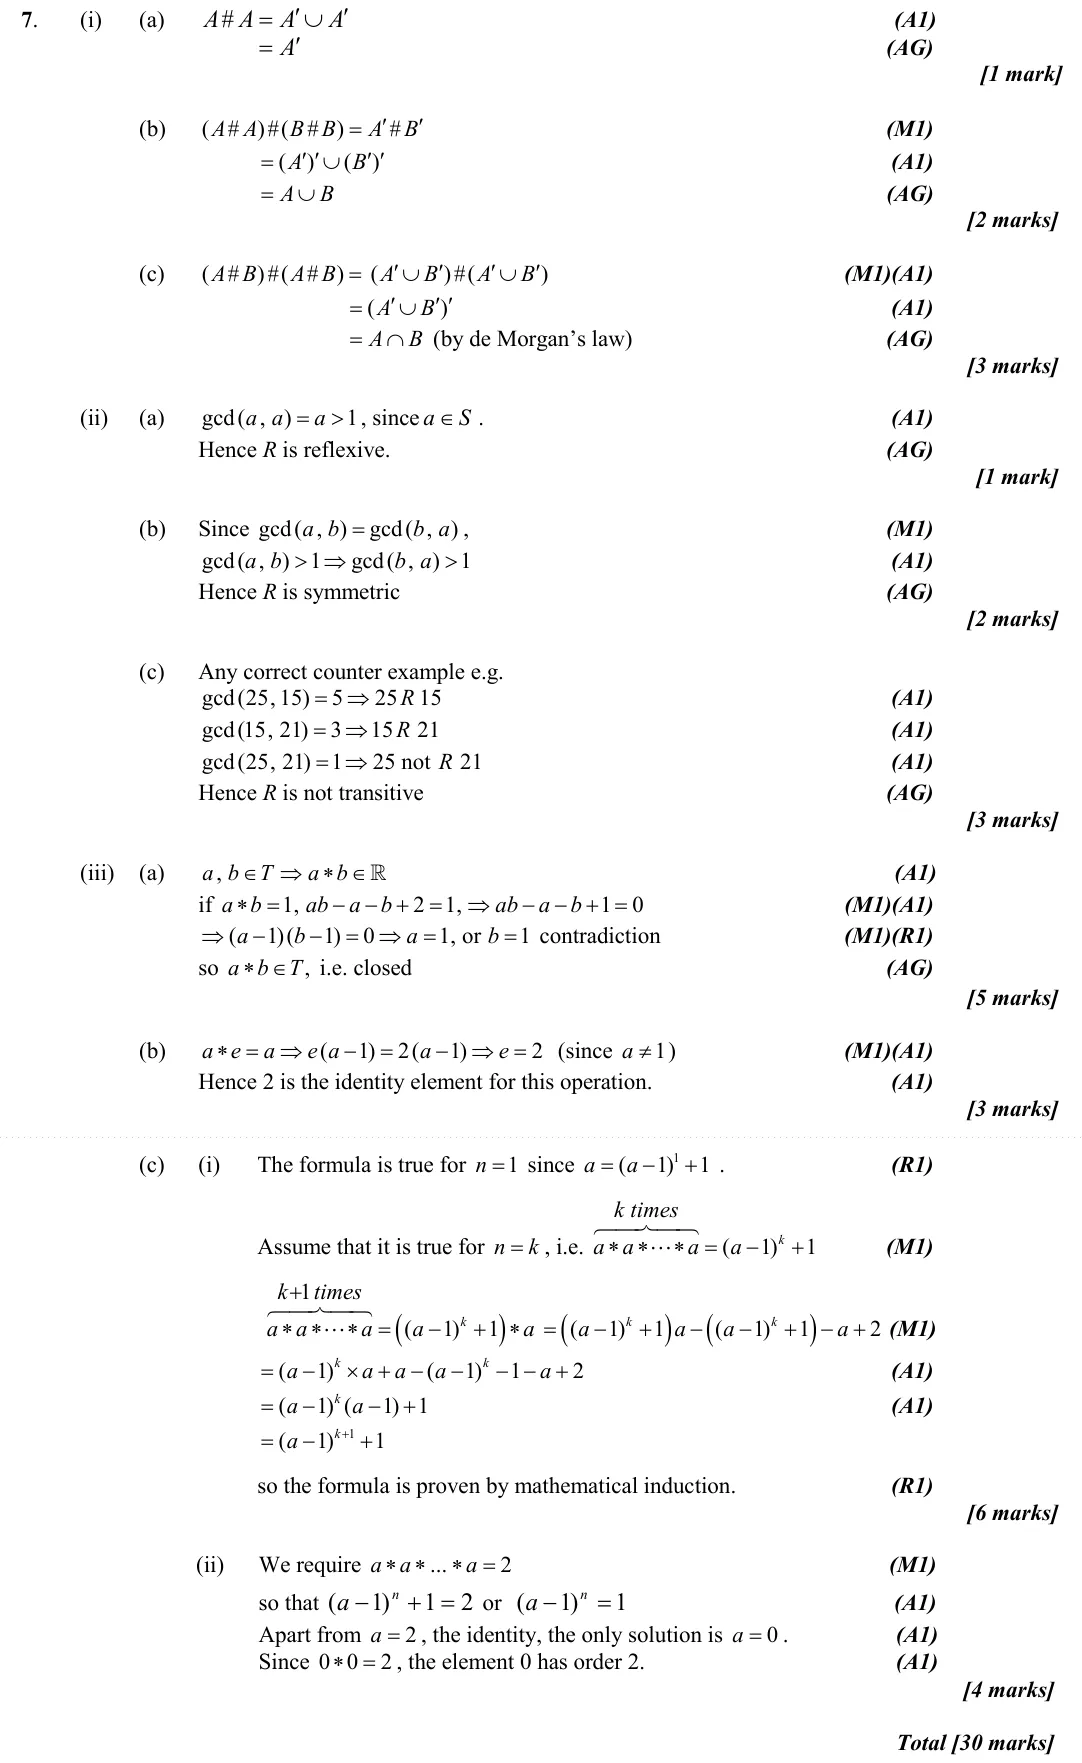 7. (i) (a) A # A = A′ ∪ A′ (A1)
= A′ (AG)
[1 mark]
(b) (A # A) # (B # B) = A′ # B′ (M1)
= (A′)′ ∪ (B′)′ (A1)
= A ∪ B (AG)
[2 marks]
(c) (A # B) # (A # B) = (A′ ∪ B′) # (A′ ∪ B′) (M1)(A1)
= (A′ ∪ B′)′ (A1)
= A ∩ B (by de Morgan's law) (AG)
[3 marks]
(ii) (a) gcd (a, a) = a > 1, since a ∈ S . (A1)
Hence R is reflexive. (AG)
[1 mark]
(b) Since gcd (a, b) = gcd (b, a) , (M1)
gcd (a, b) > 1 ⇒ gcd (b, a) > 1 (A1)
Hence R is symmetric (AG)
[2 marks]
(c) Any correct counter example e.g.
gcd (25, 15) = 5 ⇒ 25 R 15 (A1)
gcd (15, 21) = 3 ⇒ 15 R 21 (A1)
gcd (25, 21) = 1 ⇒ 25 not R 21 (A1)
Hence R is not transitive (AG)
[3 marks]
(iii) (a) a, b ∈ T ⇒ a ∗ b ∈ ℝ (A1)
if a ∗ b = 1, ab − a − b + 2 = 1, ⇒ ab − a − b + 1 = 0 (M1)(A1)
⇒ (a − 1)(b − 1) = 0 ⇒ a = 1, or b = 1 contradiction (M1)(R1)
so a ∗ b ∈ T, i.e. closed (AG)
[5 marks]
(b) a ∗ e = a ⇒ e(a − 1) = 2(a − 1) ⇒ e = 2 (since a ≠ 1) (M1)(A1)
Hence 2 is the identity element for this operation. (A1)
[3 marks]
(c) (i) The formula is true for n = 1 since a = (a − 1)¹ + 1 . (R1)
k times
Assume that it is true for n = k , i.e. a ∗ a ∗ ⋯ ∗ a = (a − 1)ᵏ + 1 (M1)
k+1 times
a ∗ a ∗ ⋯ ∗ a = ((a − 1)ᵏ + 1) ∗ a = ((a − 1)ᵏ + 1)a − ((a − 1)ᵏ + 1) − a + 2 (M1)
= (a − 1)ᵏ × a + a − (a − 1)ᵏ − 1 − a + 2 (A1)
= (a − 1)ᵏ (a − 1) + 1 (A1)
= (a − 1)ᵏ⁺¹ + 1
so the formula is proven by mathematical induction. (R1)
[6 marks]
(ii) We require a ∗ a ∗ ... ∗ a = 2 (M1)
so that (a − 1)ⁿ + 1 = 2 or (a − 1)ⁿ = 1 (A1)
Apart from a = 2 , the identity, the only solution is a = 0 . (A1)
Since 0 ∗ 0 = 2 , the element 0 has order 2. (A1)
[4 marks]
Total [30 marks]